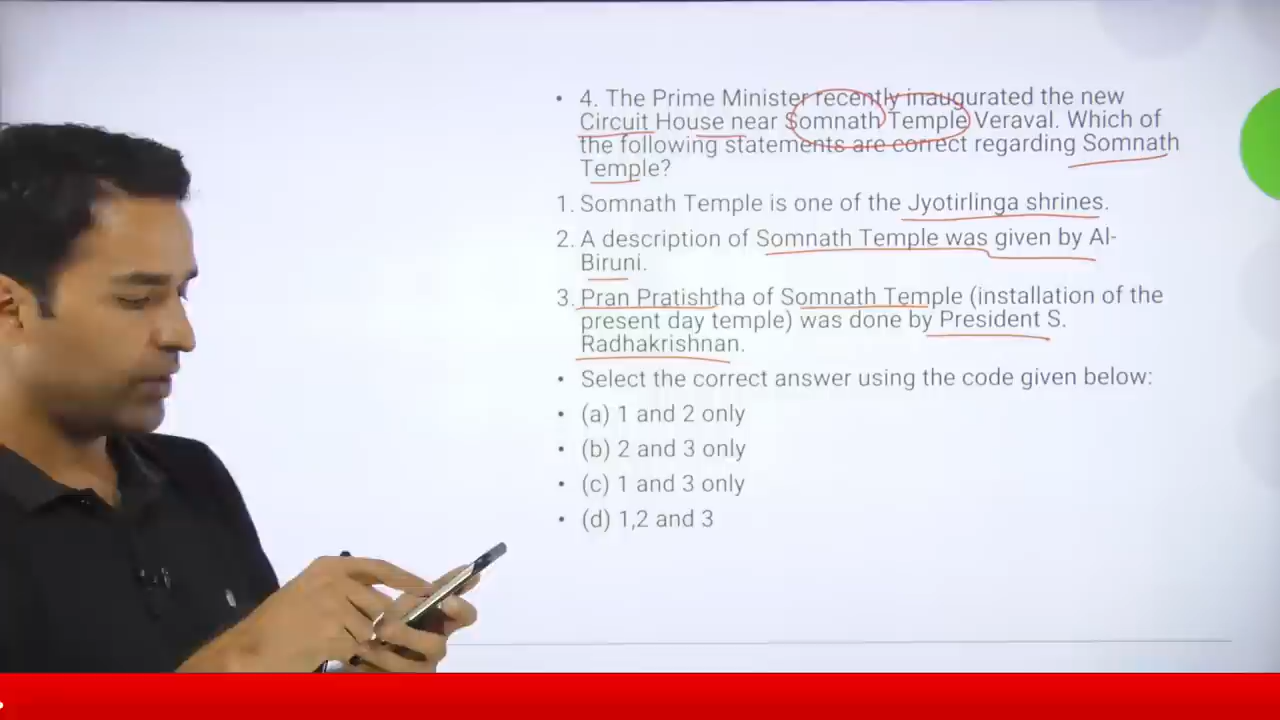 • 4. The Prime Minister recently inaugurated the new
Circuit House near Somnath Temple Veraval. Which of
the following statements are correct regarding Somnath
Temple?
1. Somnath Temple is one of the Jyotirlinga shrines.
2. A description of Somnath Temple was given by Al-
Biruni.
3. Pran Pratishtha of Somnath Temple (installation of the
present day temple) was done by President S.
Radhakrishnan.
• Select the correct answer using the code given below:
• (a) 1 and 2 only
• (b) 2 and 3 only
• (c) 1 and 3 only
• (d) 1,2 and 3